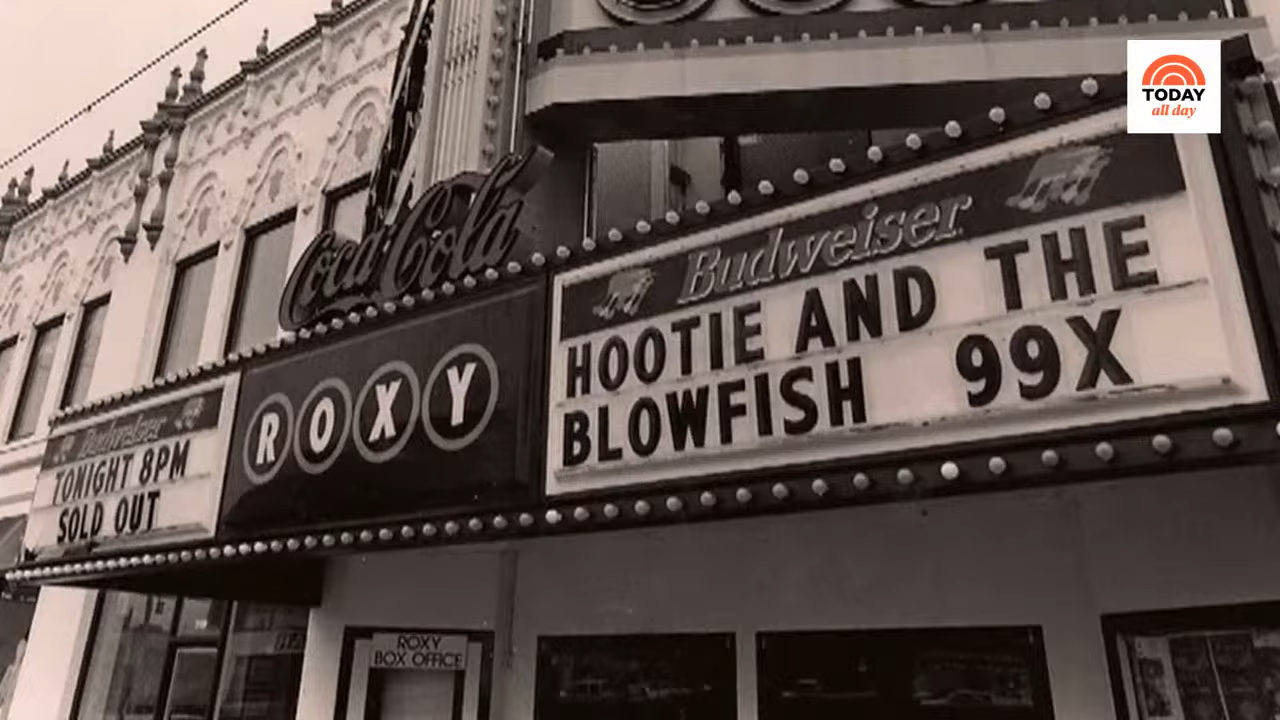 TODAY
all day
Coca-Cola
Budweiser
HOOTIE AND THE
BLOWFISH 99X
ROXY
Budweiser
TONIGHT 8PM
SOLD OUT
ROXY
BOX OFFICE